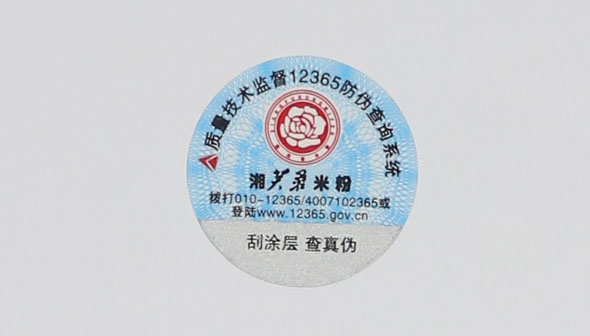 质量技术监督12365防伪查询系统
湘芙蓉米粉
拨打010-12365/4007102365或
登陆www.12365.gov.cn
刮涂层 查真伪